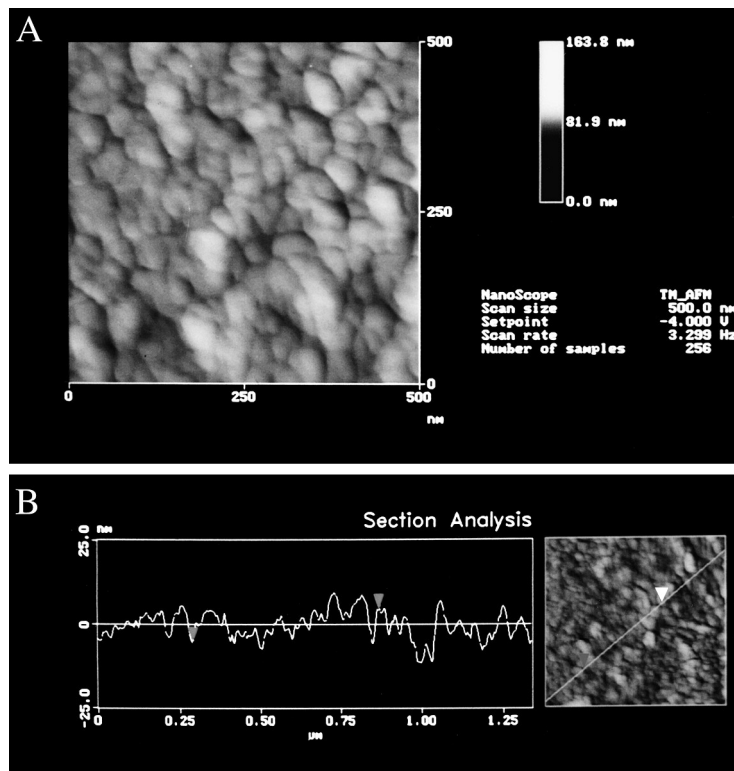 A
500
250
0
0 250 500
nm
163.8 nm
81.9 nm
0.0 nm
NanoScope TM_AFM
Scan size 500.0 nm
Setpoint -4.000 V
Scan rate 3.299 Hz
Number of samples 256
B
Section Analysis
nm
25.0
0
-25.0
0 0.25 0.50 0.75 1.00 1.25
µm